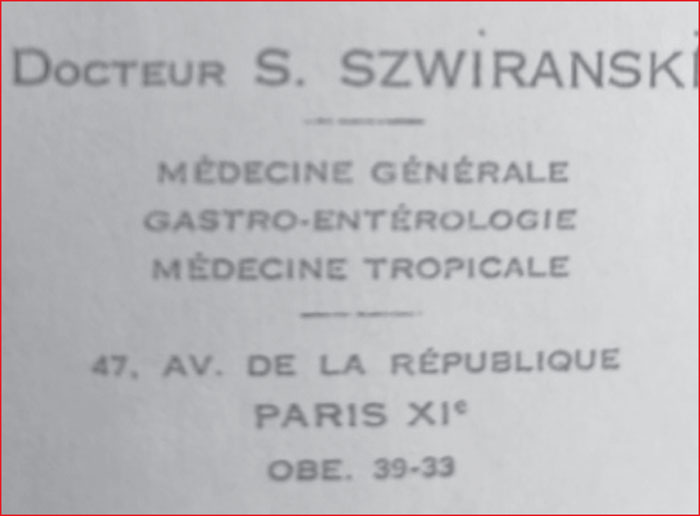 DOCTEUR S. SZWIRANSKI
MÉDECINE GÉNÉRALE
GASTRO-ENTÉROLOGIE
MÉDECINE TROPICALE
47, AV. DE LA RÉPUBLIQUE
PARIS XIe
OBE. 39-33